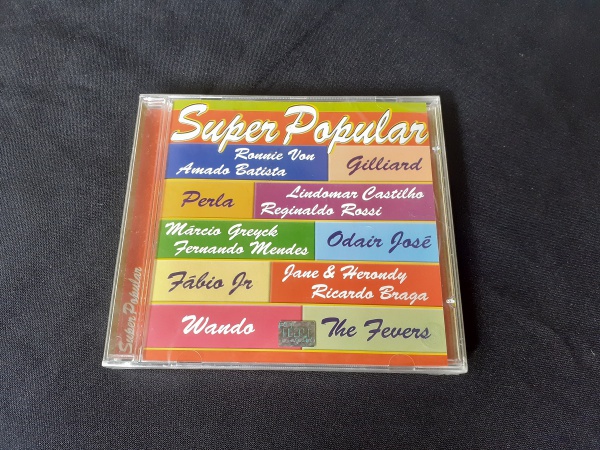 Super Popular
Ronnie Von
Amado Batista
Gilliard
Perla
Lindomar Castilho
Reginaldo Rossi
Márcio Greyck
Fernando Mendes
Odair José
Fábio Jr
Jane & Herondy
Ricardo Braga
Wando
The Fevers
Super Popular